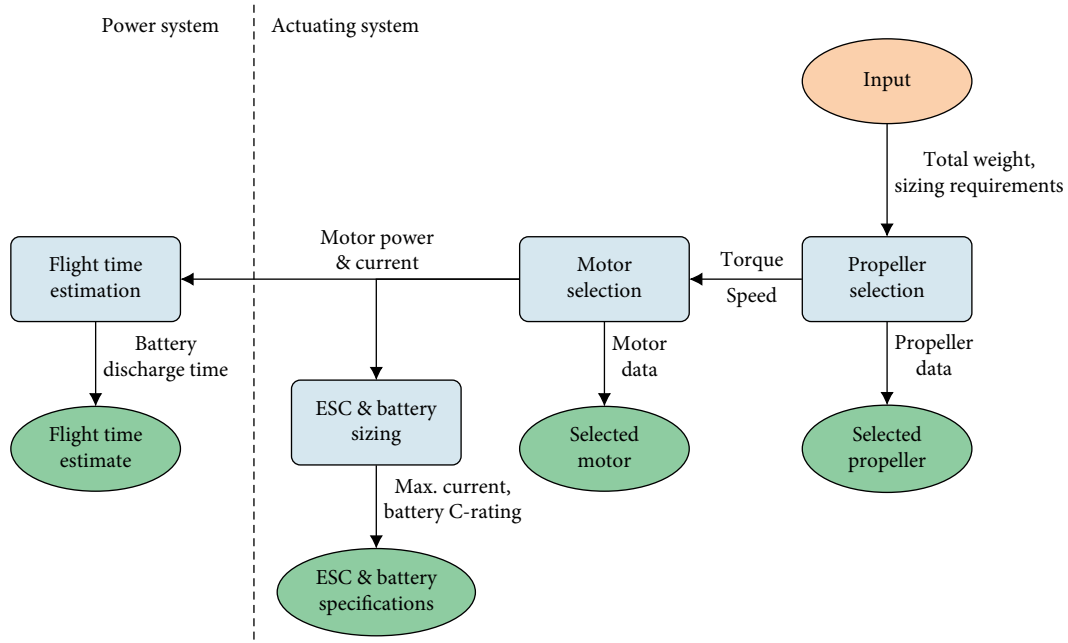 Power system
Actuating system
Input
Total weight,
sizing requirements
Flight time
estimation
Motor power
& current
Motor
selection
Torque
Speed
Propeller
selection
Battery
discharge time
Motor
data
Propeller
data
ESC & battery
sizing
Flight time
estimate
Selected
motor
Selected
propeller
Max. current,
battery C-rating
ESC & battery
specifications